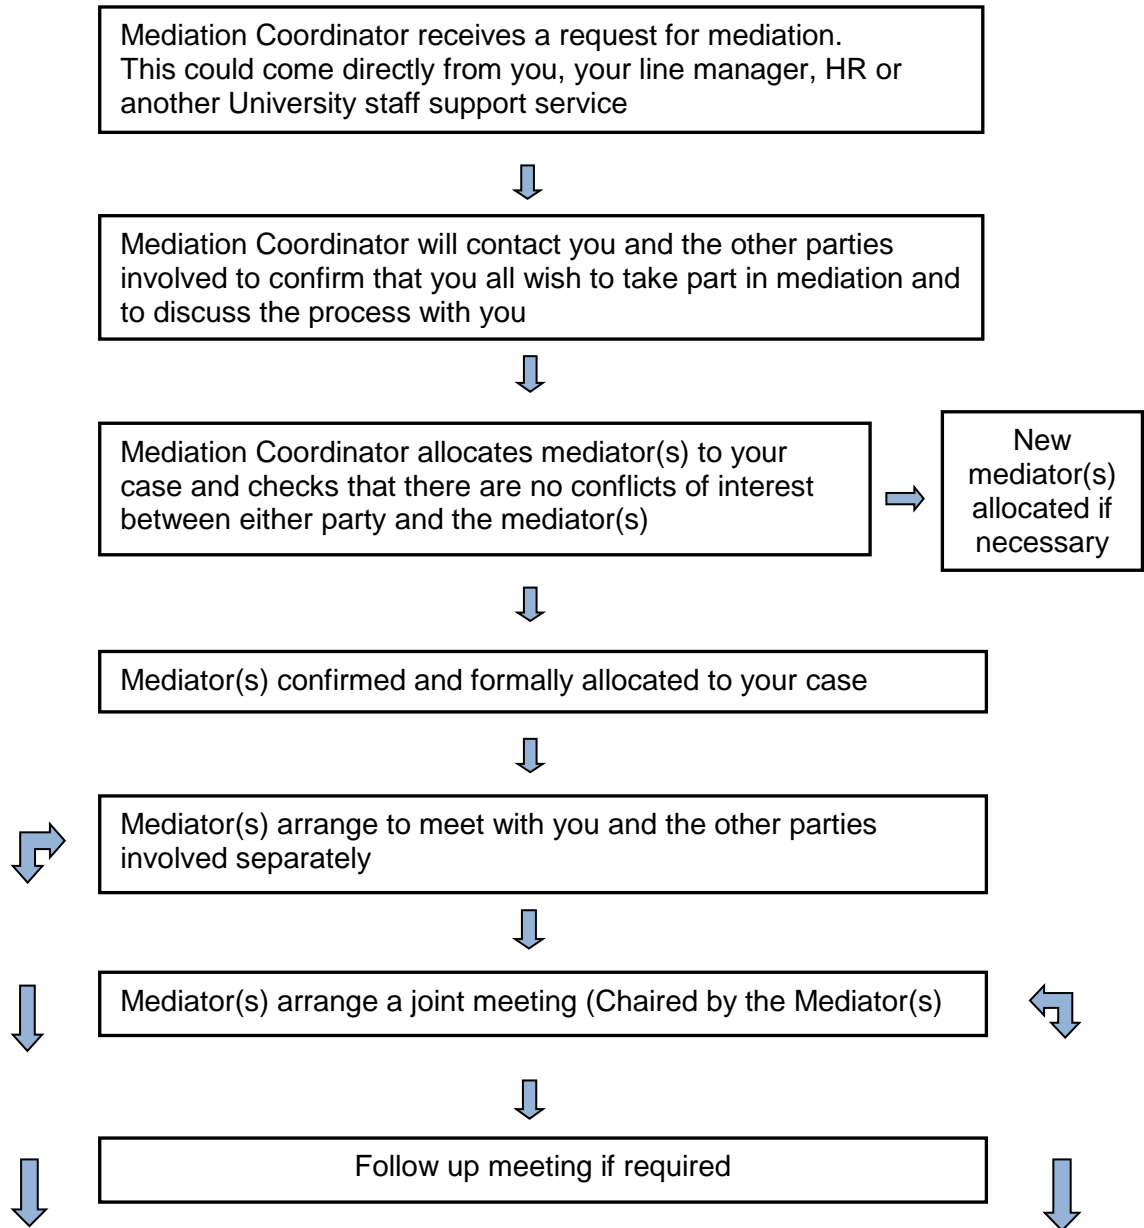 Mediation Coordinator receives a request for mediation.
This could come directly from you, your line manager, HR or
another University staff support service
Mediation Coordinator will contact you and the other parties
involved to confirm that you all wish to take part in mediation and
to discuss the process with you
Mediation Coordinator allocates mediator(s) to your
case and checks that there are no conflicts of interest
between either party and the mediator(s)
New
mediator(s)
allocated if
necessary
Mediator(s) confirmed and formally allocated to your case
Mediator(s) arrange to meet with you and the other parties
involved separately
Mediator(s) arrange a joint meeting (Chaired by the Mediator(s)
Follow up meeting if required